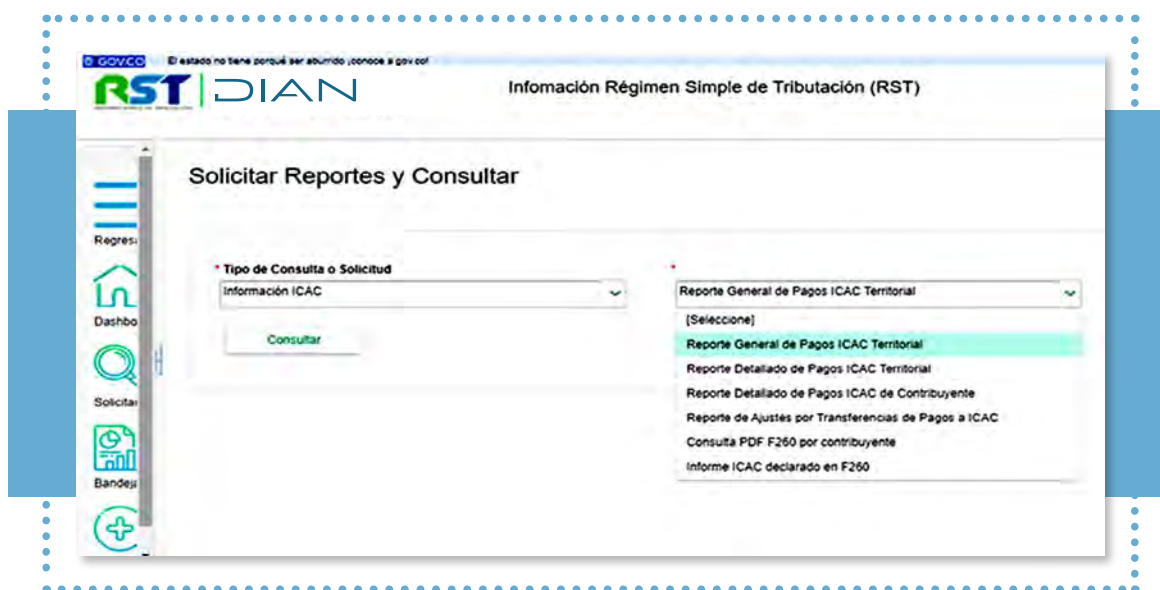 GOV.CO El estado no tiene porqué ser aburrido ¡conoce a gov.co!
RST DIAN
Infomación Régimen Simple de Tributación (RST)
Solicitar Reportes y Consultar
Regresa
* Tipo de Consulta o Solicitud *
Información ICAC
Reporte General de Pagos ICAC Territorial
Dashbo
[Seleccione]
Consultar
Reporte General de Pagos ICAC Territorial
Reporte Detallado de Pagos ICAC Territorial
Solicitar
Reporte Detallado de Pagos ICAC de Contribuyente
Reporte de Ajustes por Transferencias de Pagos a ICAC
Consulta PDF F260 por contribuyente
Informe ICAC declarado en F260
Bandeja